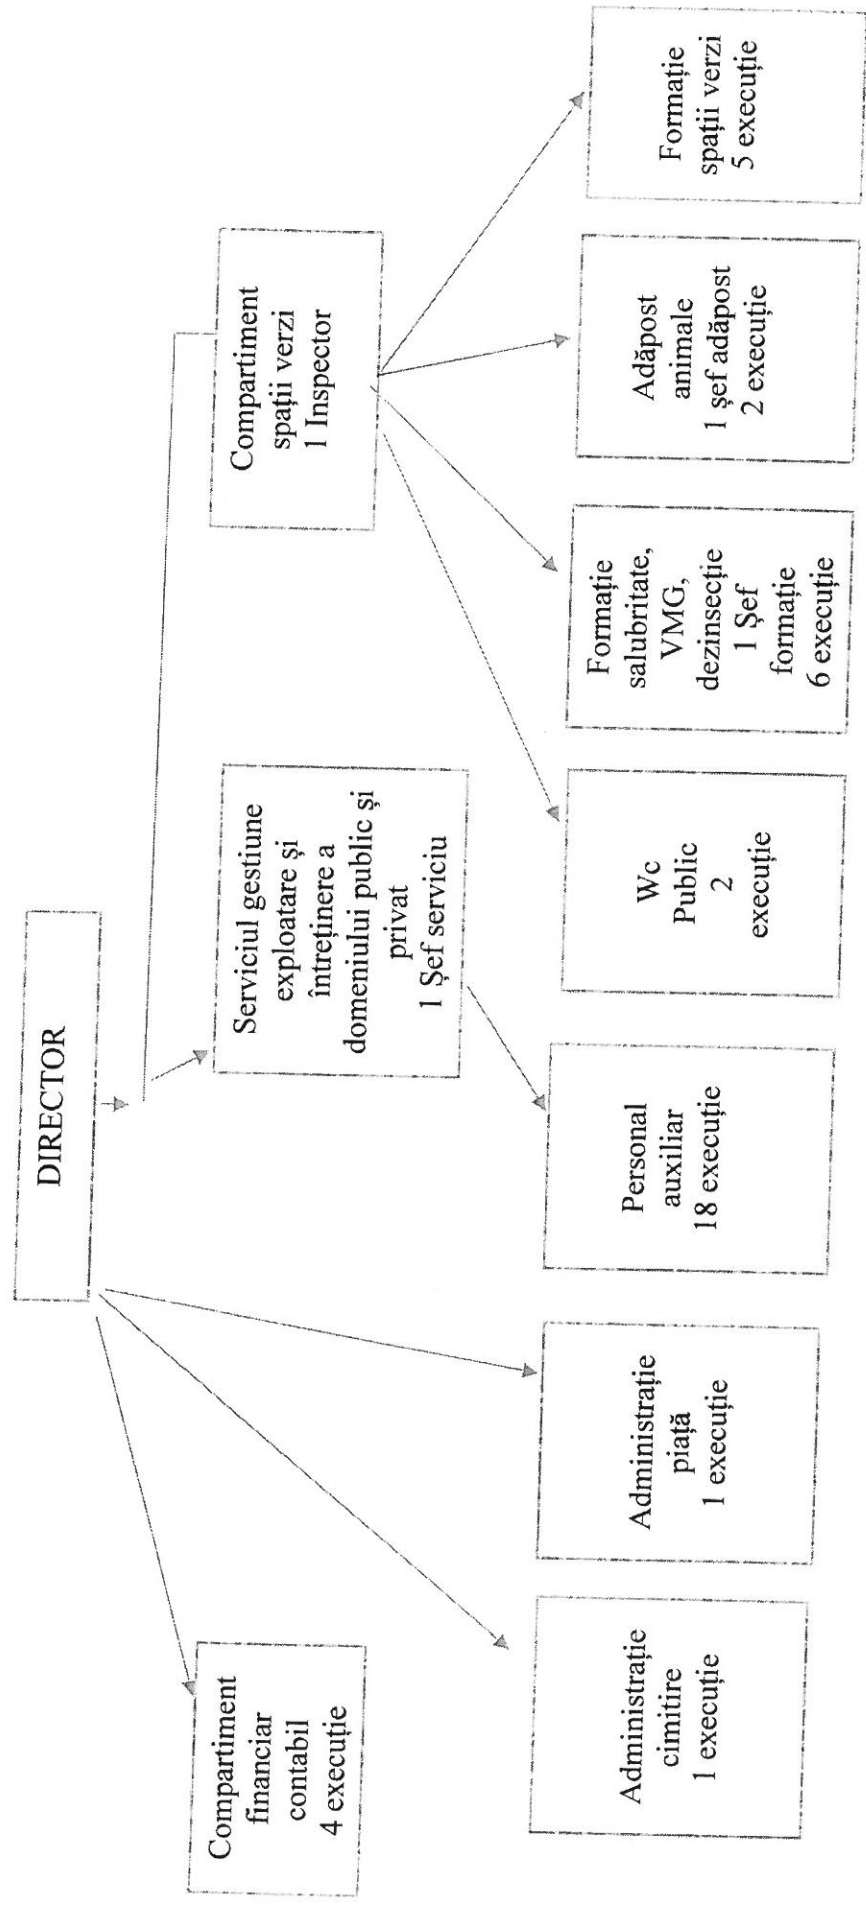 DIRECTOR
Compartiment
financiar
contabil
4 execuție
Serviciul gestiune
exploatare și
întreținere a
domeniului public și
privat
1 Șef serviciu
Compartiment
spații verzi
1 Inspector
Administrație
cimitire
1 execuție
Administrație
piață
1 execuție
Personal
auxiliar
18 execuție
Wc
Public
2
execuție
Formație
salubritate,
VMG,
dezinsecție
1 Șef
formație
6 execuție
Adăpost
animale
1 șef adăpost
2 execuție
Formație
spații verzi
5 execuție